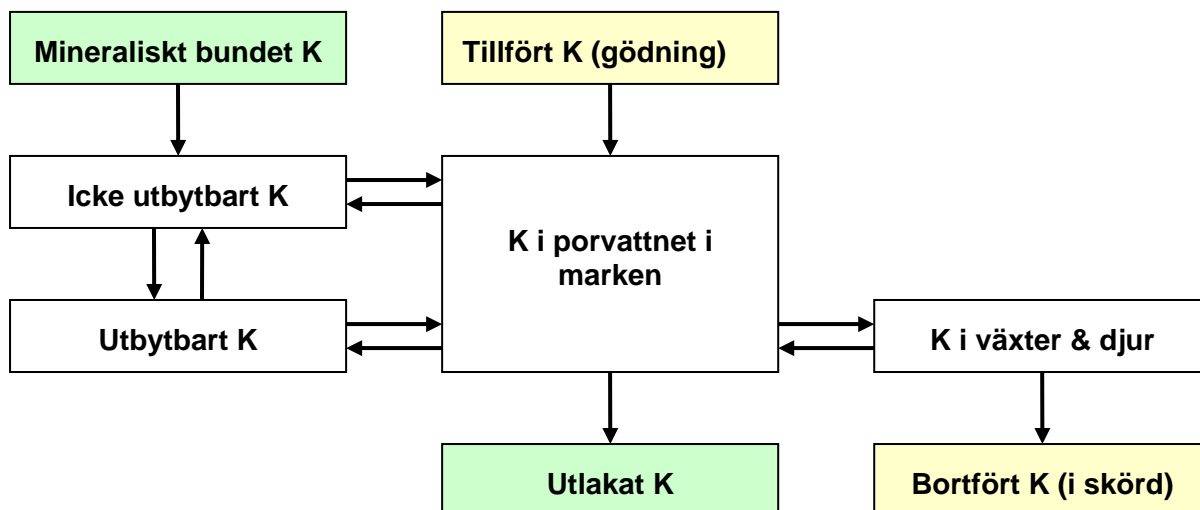 Mineraliskt bundet K
Tillfört K (gödning)
Icke utbytbart K
K i porvattnet i
marken
Utbytbart K
K i växter & djur
Utlakat K
Bortfört K (i skörd)